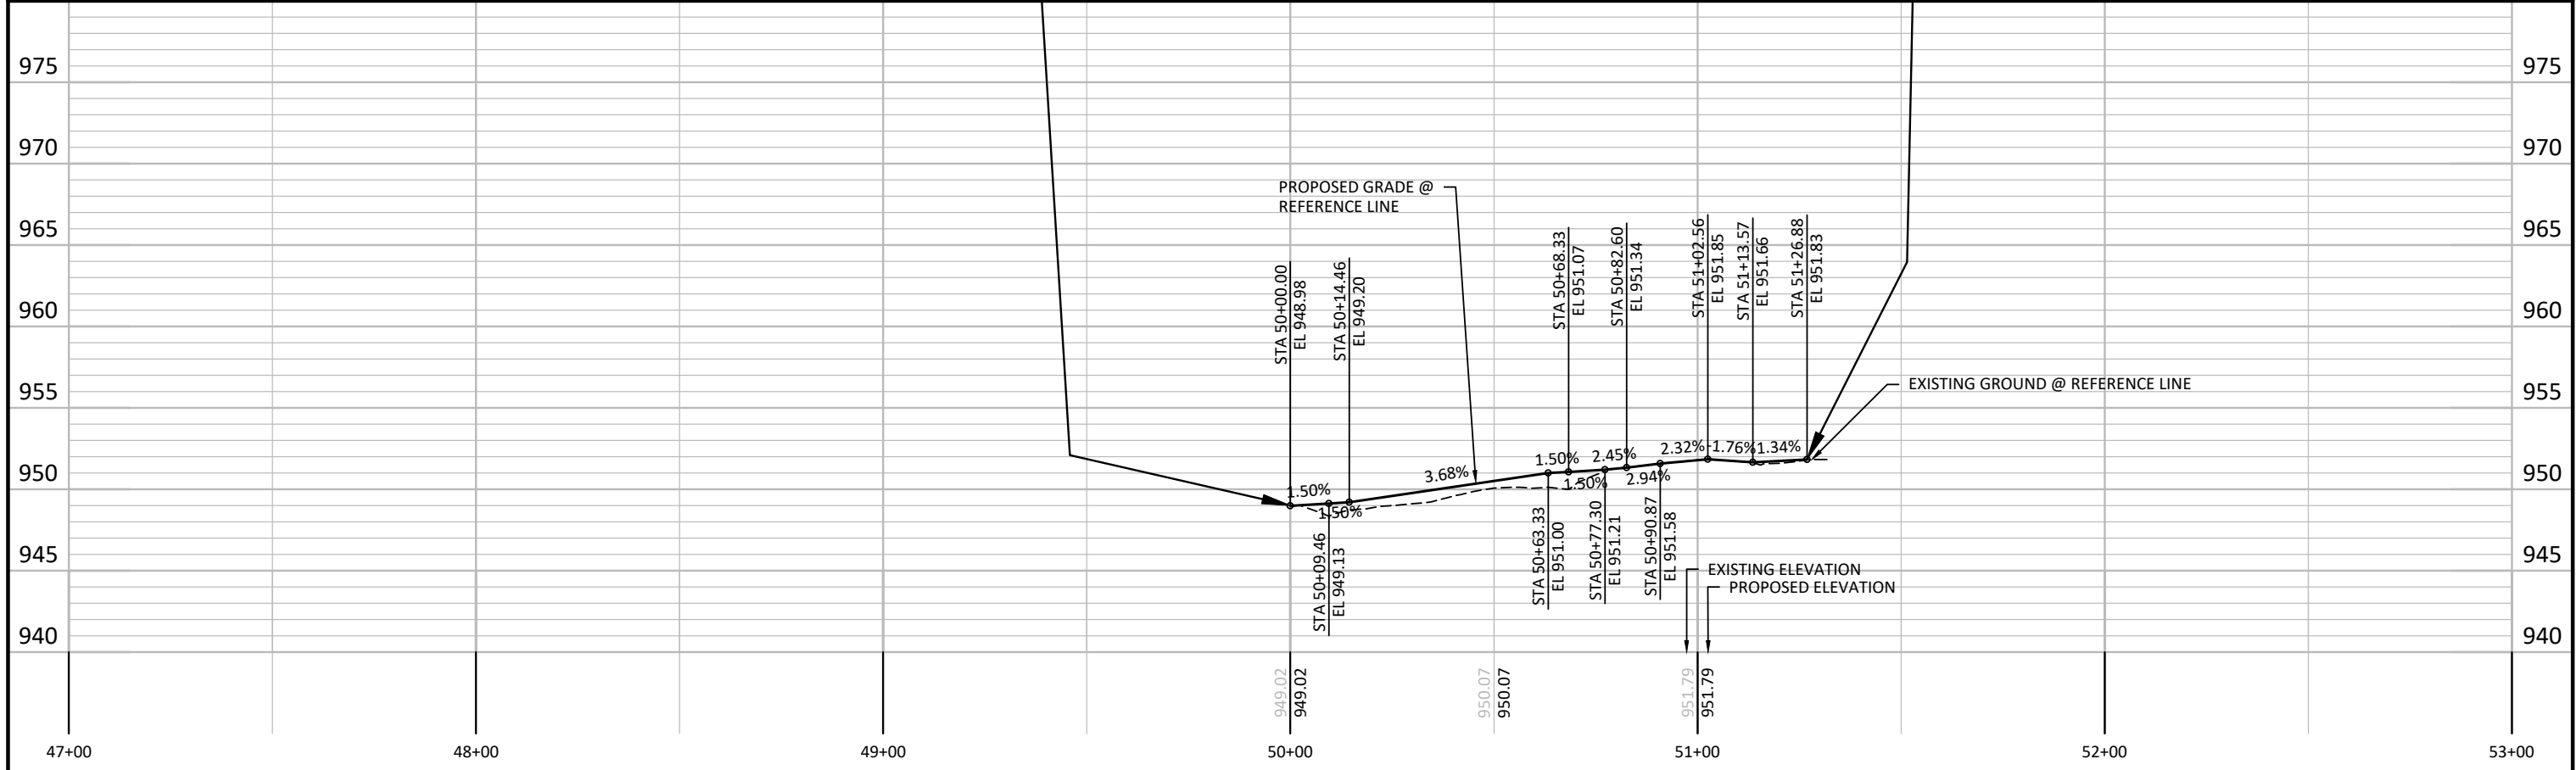 975
975
970
970
PROPOSED GRADE @
REFERENCE LINE
965
965
STA 50+00.00
EL 948.98
STA 50+14.46
EL 949.20
STA 50+68.33
EL 951.07
STA 50+82.60
EL 951.34
STA 51+02.56
EL 951.85
STA 51+13.57
EL 951.66
STA 51+26.88
EL 951.83
960
960
955
EXISTING GROUND @ REFERENCE LINE
955
950
1.50%
1.50%
3.68%
1.50%
1.50%
2.45%
2.94%
2.32%
-1.76%
1.34%
950
STA 50+09.46
EL 949.13
STA 50+63.33
EL 951.00
STA 50+77.30
EL 951.21
STA 50+90.87
EL 951.58
945
945
EXISTING ELEVATION
PROPOSED ELEVATION
940
940
949.02
949.02
950.07
950.07
951.79
951.79
47+00
48+00
49+00
50+00
51+00
52+00
53+00